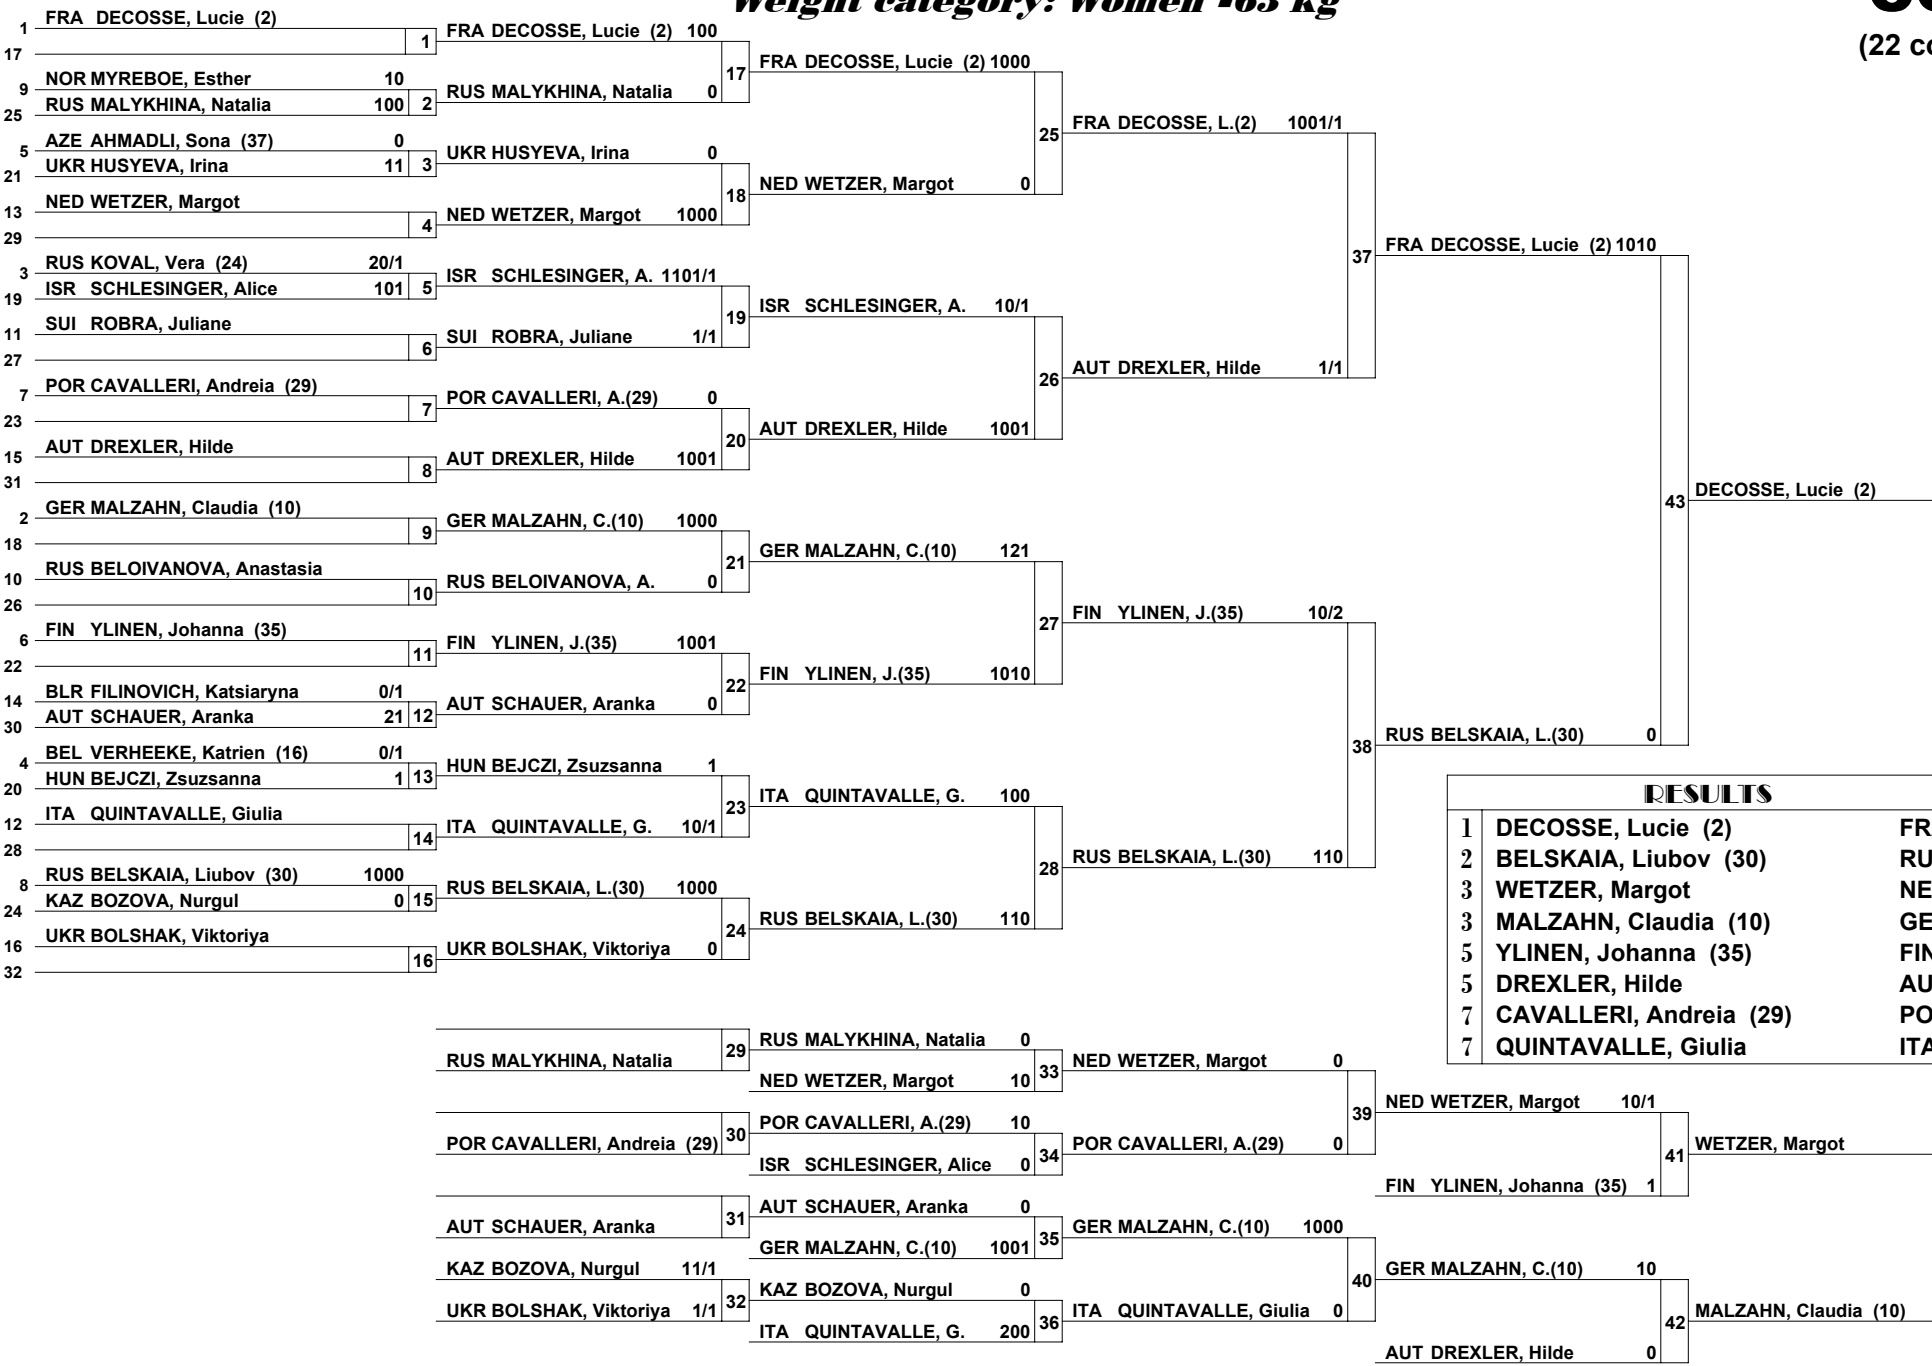 Weight category: Women -63 kg
(22 co
1 FRA DECOSSE, Lucie (2)
17
1
9 NOR MYREBOE, Esther 10
25 RUS MALYKHINA, Natalia 100
2
5 AZE AHMADLI, Sona (37) 0
21 UKR HUSYEVA, Irina 11
3
13 NED WETZER, Margot
29
4
3 RUS KOVAL, Vera (24) 20/1
19 ISR SCHLESINGER, Alice 101
5
11 SUI ROBRA, Juliane
27
6
7 POR CAVALLERI, Andreia (29)
23
7
15 AUT DREXLER, Hilde
31
8
2 GER MALZAHN, Claudia (10)
18
9
10 RUS BELOIVANOVA, Anastasia
26
10
6 FIN YLINEN, Johanna (35)
22
11
14 BLR FILINOVICH, Katsiaryna 0/1
30 AUT SCHAUER, Aranka 21
12
4 BEL VERHEEKE, Katrien (16) 0/1
20 HUN BEJCZI, Zsuzsanna 1
13
12 ITA QUINTAVALLE, Giulia
28
14
8 RUS BELSKAIA, Liubov (30) 1000
24 KAZ BOZOVA, Nurgul 0
15
16 UKR BOLSHAK, Viktoriya
32
16
FRA DECOSSE, Lucie (2) 100
RUS MALYKHINA, Natalia 0
17
UKR HUSYEVA, Irina 0
NED WETZER, Margot 1000
18
ISR SCHLESINGER, A. 1101/1
SUI ROBRA, Juliane 1/1
19
POR CAVALLERI, A.(29) 0
AUT DREXLER, Hilde 1001
20
GER MALZAHN, C.(10) 1000
RUS BELOIVANOVA, A. 0
21
FIN YLINEN, J.(35) 1001
AUT SCHAUER, Aranka 0
22
HUN BEJCZI, Zsuzsanna 1
ITA QUINTAVALLE, G. 10/1
23
RUS BELSKAIA, L.(30) 1000
UKR BOLSHAK, Viktoriya 0
24
FRA DECOSSE, Lucie (2) 1000
NED WETZER, Margot 0
25
ISR SCHLESINGER, A. 10/1
AUT DREXLER, Hilde 1001
26
GER MALZAHN, C.(10) 121
FIN YLINEN, J.(35) 1010
27
ITA QUINTAVALLE, G. 100
RUS BELSKAIA, L.(30) 110
28
FRA DECOSSE, L.(2) 1001/1
AUT DREXLER, Hilde 1/1
37
FIN YLINEN, J.(35) 10/2
RUS BELSKAIA, L.(30) 110
38
FRA DECOSSE, Lucie (2) 1010
RUS BELSKAIA, L.(30) 0
43
DECOSSE, Lucie (2)
RESULTS
1 DECOSSE, Lucie (2) FR
2 BELSKAIA, Liubov (30) RU
3 WETZER, Margot NE
3 MALZAHN, Claudia (10) GE
5 YLINEN, Johanna (35) FIN
5 DREXLER, Hilde AU
7 CAVALLERI, Andreia (29) PO
7 QUINTAVALLE, Giulia ITA
RUS MALYKHINA, Natalia
29
POR CAVALLERI, Andreia (29)
30
AUT SCHAUER, Aranka
31
KAZ BOZOVA, Nurgul 11/1
UKR BOLSHAK, Viktoriya 1/1
32
RUS MALYKHINA, Natalia 0
NED WETZER, Margot 10
33
POR CAVALLERI, A.(29) 10
ISR SCHLESINGER, Alice 0
34
AUT SCHAUER, Aranka 0
GER MALZAHN, C.(10) 1001
35
KAZ BOZOVA, Nurgul 0
ITA QUINTAVALLE, G. 200
36
NED WETZER, Margot 0
POR CAVALLERI, A.(29) 0
39
GER MALZAHN, C.(10) 1000
ITA QUINTAVALLE, Giulia 0
40
NED WETZER, Margot 10/1
FIN YLINEN, Johanna (35) 1
41
WETZER, Margot
GER MALZAHN, C.(10) 10
AUT DREXLER, Hilde 0
42
MALZAHN, Claudia (10)